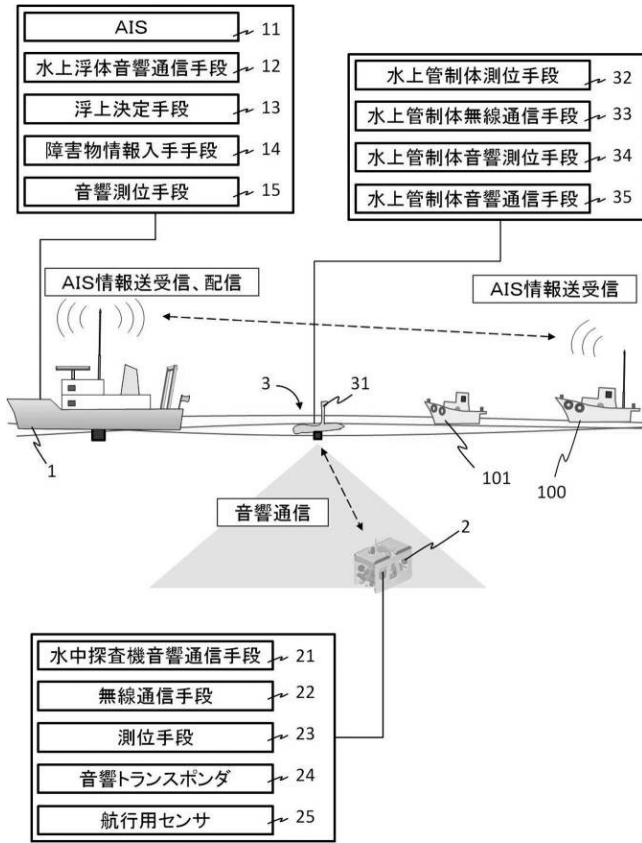 AIS 11
水上浮体音響通信手段 12
浮上決定手段 13
障害物情報入手手段 14
音響測位手段 15
水上管制体測位手段 32
水上管制体無線通信手段 33
水上管制体音響測位手段 34
水上管制体音響通信手段 35
AIS情報送受信、配信
AIS情報送受信
3
31
1
101
100
音響通信
2
水中探査機音響通信手段 21
無線通信手段 22
測位手段 23
音響トランスポンダ 24
航行用センサ 25